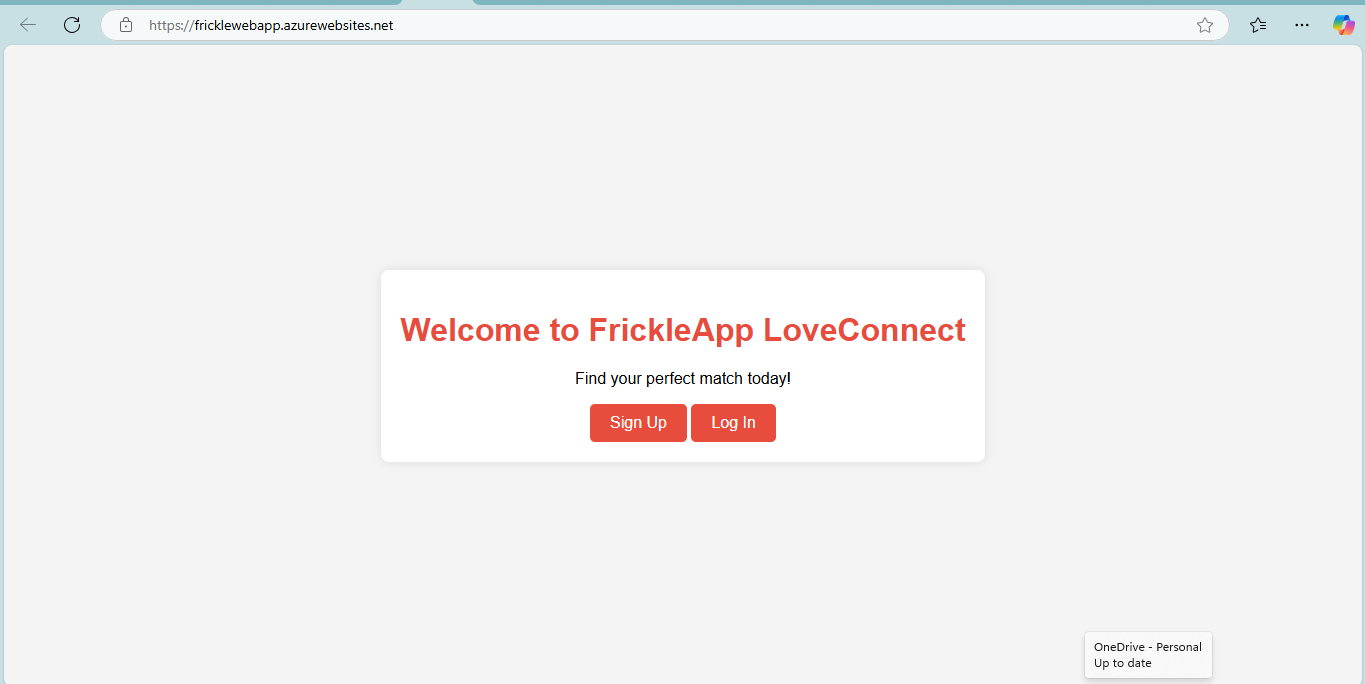 https://fricklewebapp.azurewebsites.net
Welcome to FrickleApp LoveConnect
Find your perfect match today!
Sign Up
Log In
OneDrive - Personal
Up to date